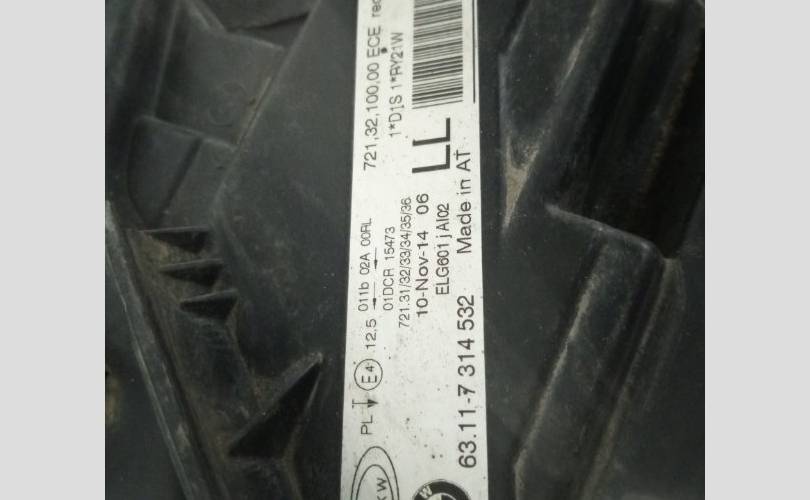 721,32,100,00 ECE
1*D1S 1*RY21W
LL
PL E4 12.5 011b 02A 00RL
01DCR 15473
721.31/32/33/34/35/36
10-Nov-14 06
ELG601 j AI02
63.11-7 314 532 Made in AT